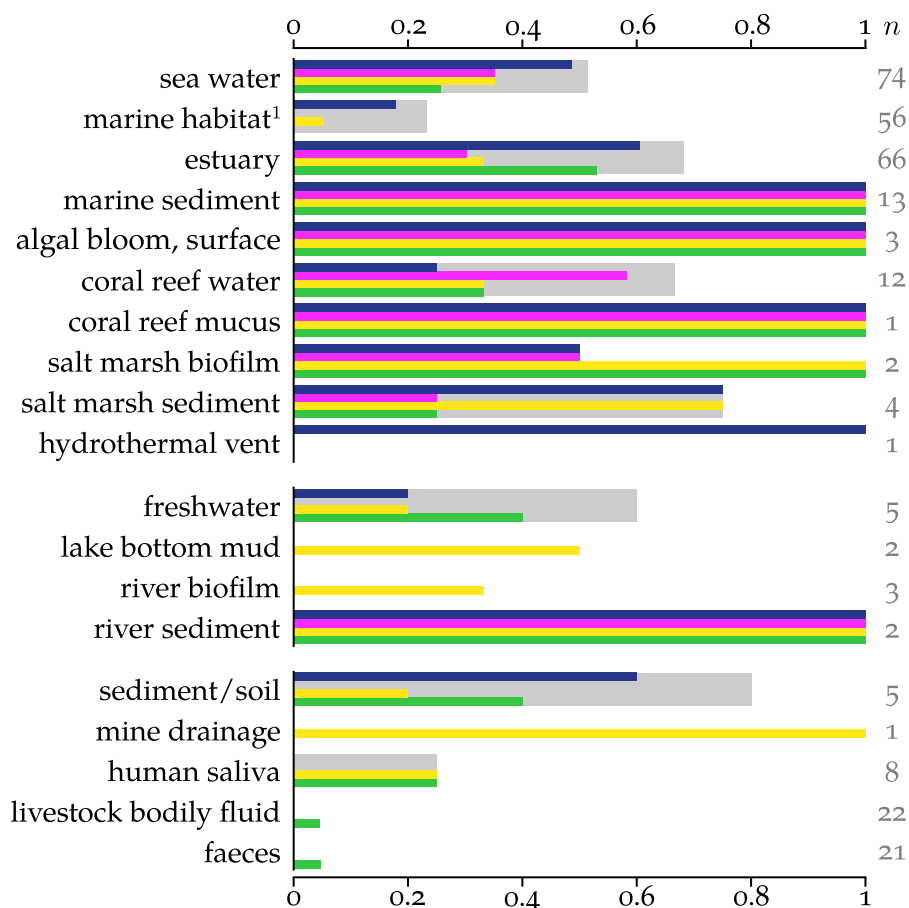 0 0.2 0.4 0.6 0.8 1 n
sea water 74
marine habitat¹ 56
estuary 66
marine sediment 13
algal bloom, surface 3
coral reef water 12
coral reef mucus 1
salt marsh biofilm 2
salt marsh sediment 4
hydrothermal vent 1
freshwater 5
lake bottom mud 2
river biofilm 3
river sediment 2
sediment/soil 5
mine drainage 1
human saliva 8
livestock bodily fluid 22
faeces 21
0 0.2 0.4 0.6 0.8 1